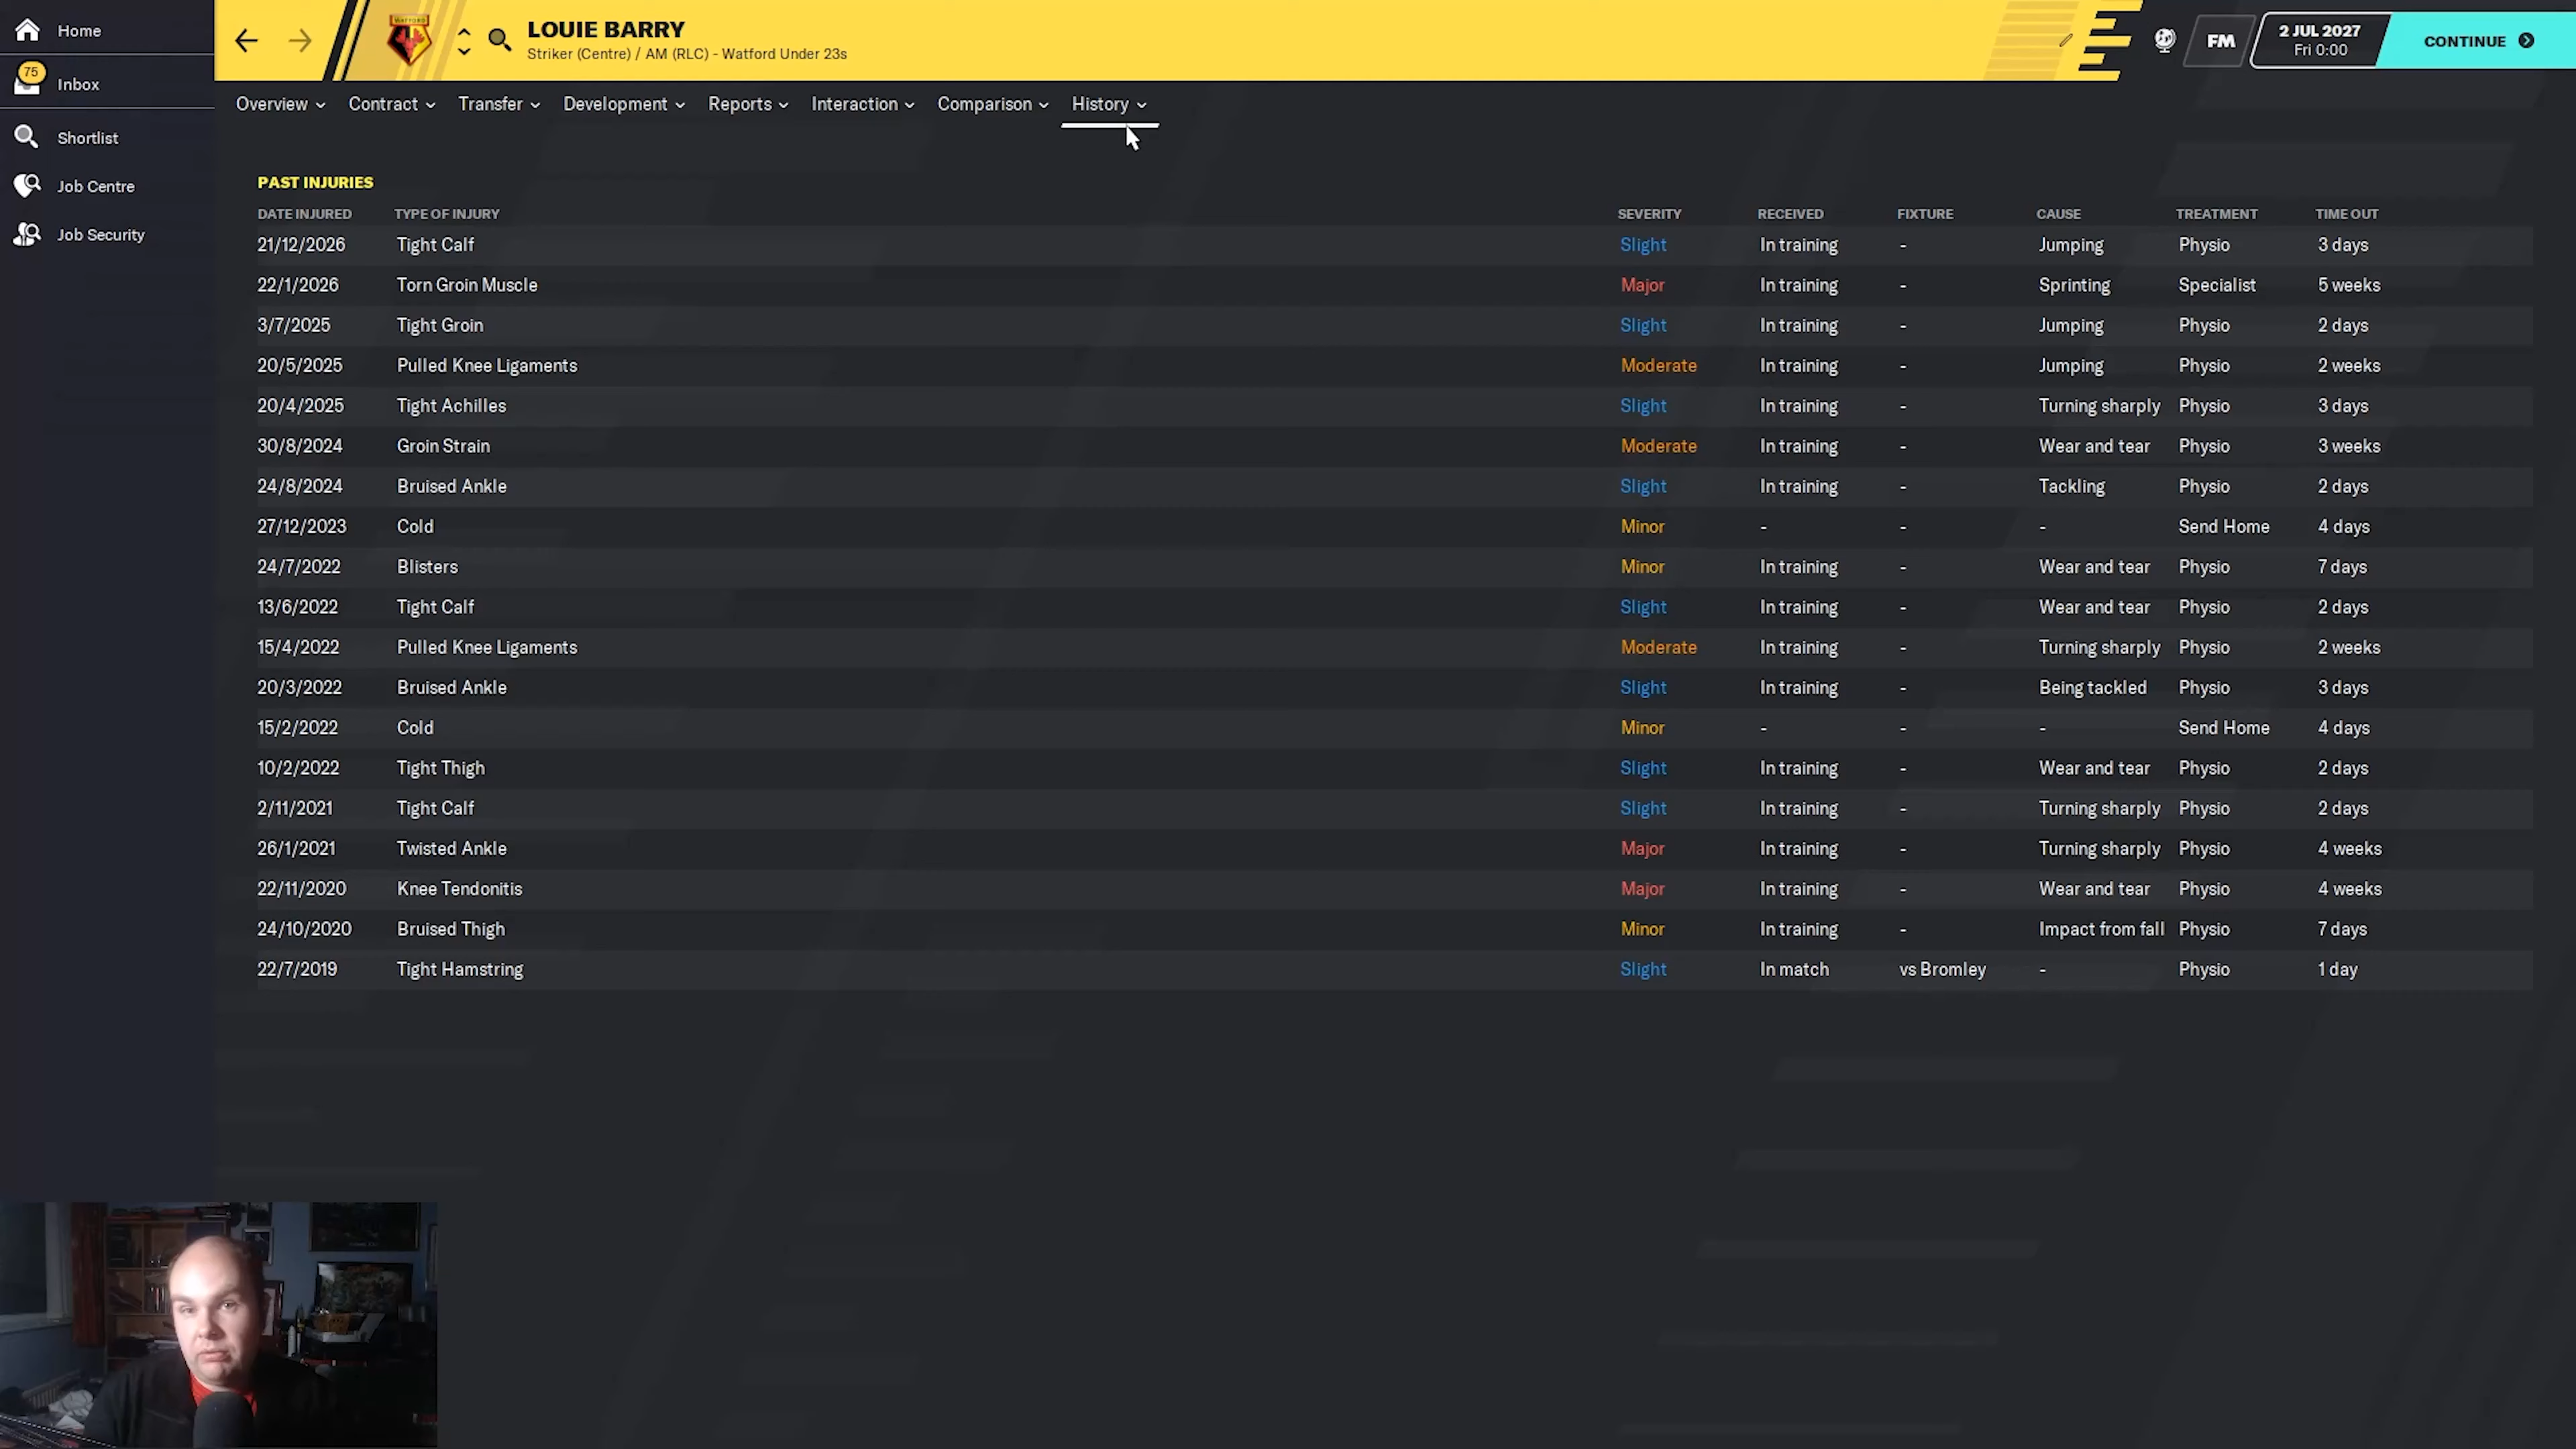 Home
75
Inbox
Shortlist
Job Centre
Job Security
WATFORD
LOUIE BARRY
Striker (Centre) / AM (RLC) - Watford Under 23s
FM
2 JUL 2027
Fri 0:00
CONTINUE
Overview Contract Transfer Development Reports Interaction Comparison History
PAST INJURIES
DATE INJURED TYPE OF INJURY SEVERITY RECEIVED FIXTURE CAUSE TREATMENT TIME OUT
21/12/2026 Tight Calf Slight In training - Jumping Physio 3 days
22/1/2026 Torn Groin Muscle Major In training - Sprinting Specialist 5 weeks
3/7/2025 Tight Groin Slight In training - Jumping Physio 2 days
20/5/2025 Pulled Knee Ligaments Moderate In training - Jumping Physio 2 weeks
20/4/2025 Tight Achilles Slight In training - Turning sharply Physio 3 days
30/8/2024 Groin Strain Moderate In training - Wear and tear Physio 3 weeks
24/8/2024 Bruised Ankle Slight In training - Tackling Physio 2 days
27/12/2023 Cold Minor - - - Send Home 4 days
24/7/2022 Blisters Minor In training - Wear and tear Physio 7 days
13/6/2022 Tight Calf Slight In training - Wear and tear Physio 2 days
15/4/2022 Pulled Knee Ligaments Moderate In training - Turning sharply Physio 2 weeks
20/3/2022 Bruised Ankle Slight In training - Being tackled Physio 3 days
15/2/2022 Cold Minor - - - Send Home 4 days
10/2/2022 Tight Thigh Slight In training - Wear and tear Physio 2 days
2/11/2021 Tight Calf Slight In training - Turning sharply Physio 2 days
26/1/2021 Twisted Ankle Major In training - Turning sharply Physio 4 weeks
22/11/2020 Knee Tendonitis Major In training - Wear and tear Physio 4 weeks
24/10/2020 Bruised Thigh Minor In training - Impact from fall Physio 7 days
22/7/2019 Tight Hamstring Slight In match vs Bromley - Physio 1 day